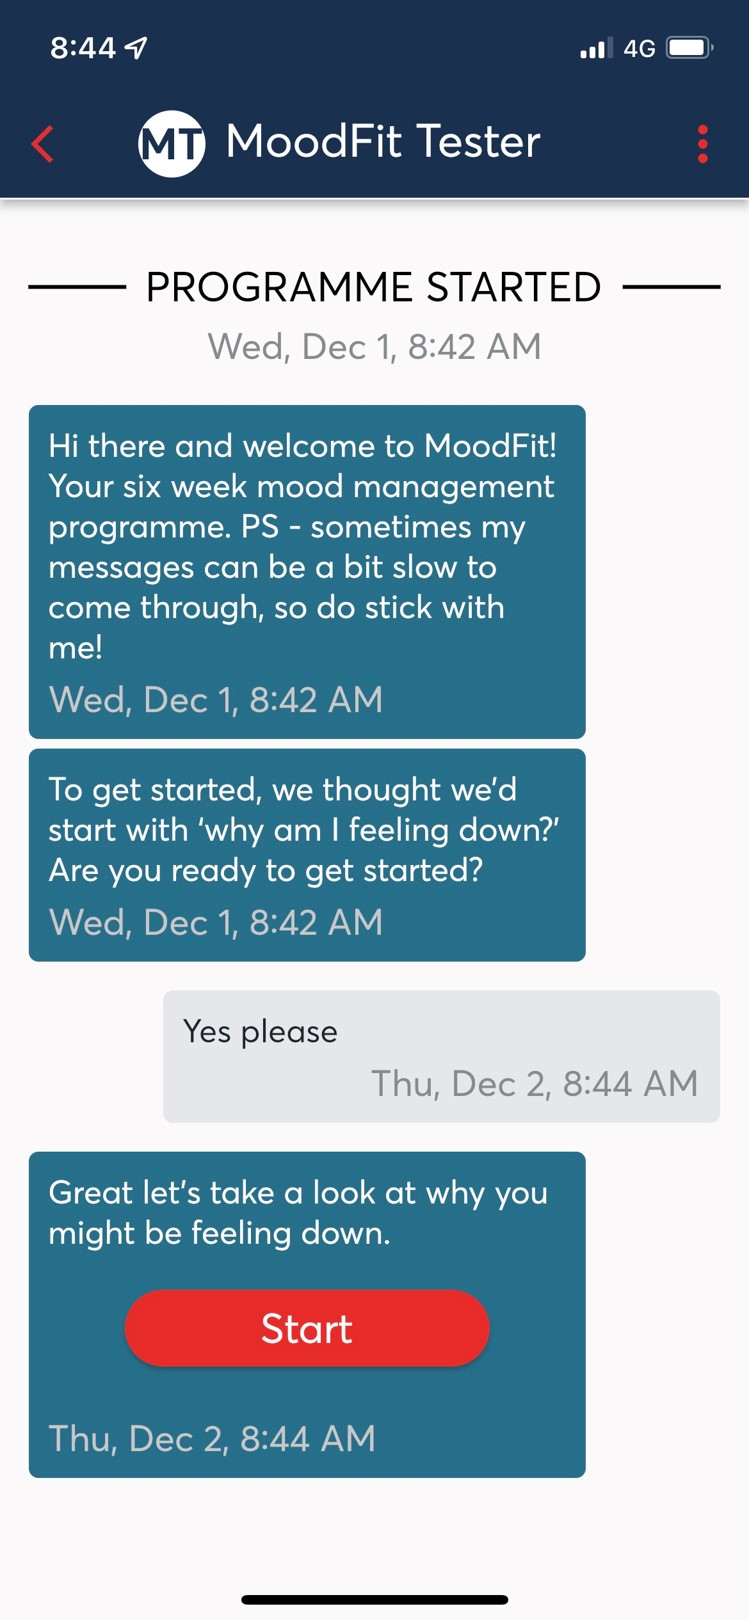 8:44
4G
MT MoodFit Tester
PROGRAMME STARTED
Wed, Dec 1, 8:42 AM
Hi there and welcome to MoodFit!
Your six week mood management
programme. PS - sometimes my
messages can be a bit slow to
come through, so do stick with
me!
Wed, Dec 1, 8:42 AM
To get started, we thought we’d
start with ‘why am I feeling down?’
Are you ready to get started?
Wed, Dec 1, 8:42 AM
Yes please
Thu, Dec 2, 8:44 AM
Great let’s take a look at why you
might be feeling down.
Start
Thu, Dec 2, 8:44 AM